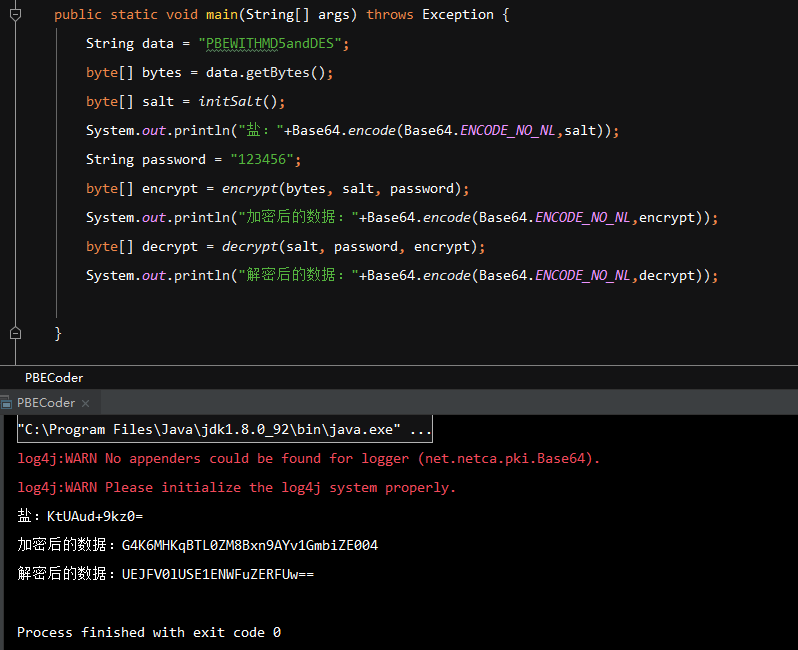 public static void main(String[] args) throws Exception {
String data = "PBEWITHMD5andDES";
byte[] bytes = data.getBytes();
byte[] salt = initSalt();
System.out.println("盐："+Base64.encode(Base64.ENCODE_NO_NL,salt));
String password = "123456";
byte[] encrypt = encrypt(bytes, salt, password);
System.out.println("加密后的数据："+Base64.encode(Base64.ENCODE_NO_NL,encrypt));
byte[] decrypt = decrypt(salt, password, encrypt);
System.out.println("解密后的数据："+Base64.encode(Base64.ENCODE_NO_NL,decrypt));
}
PBECoder
PBECoder ×
"C:\Program Files\Java\jdk1.8.0_92\bin\java.exe" ...
log4j:WARN No appenders could be found for logger (net.netca.pki.Base64).
log4j:WARN Please initialize the log4j system properly.
盐：KtUAud+9kz0=
加密后的数据：G4K6MHKqBTL0ZM8Bxn9AYv1GmbiZE004
解密后的数据：UEJFV0lUSE1ENWFuZERFUw==
Process finished with exit code 0